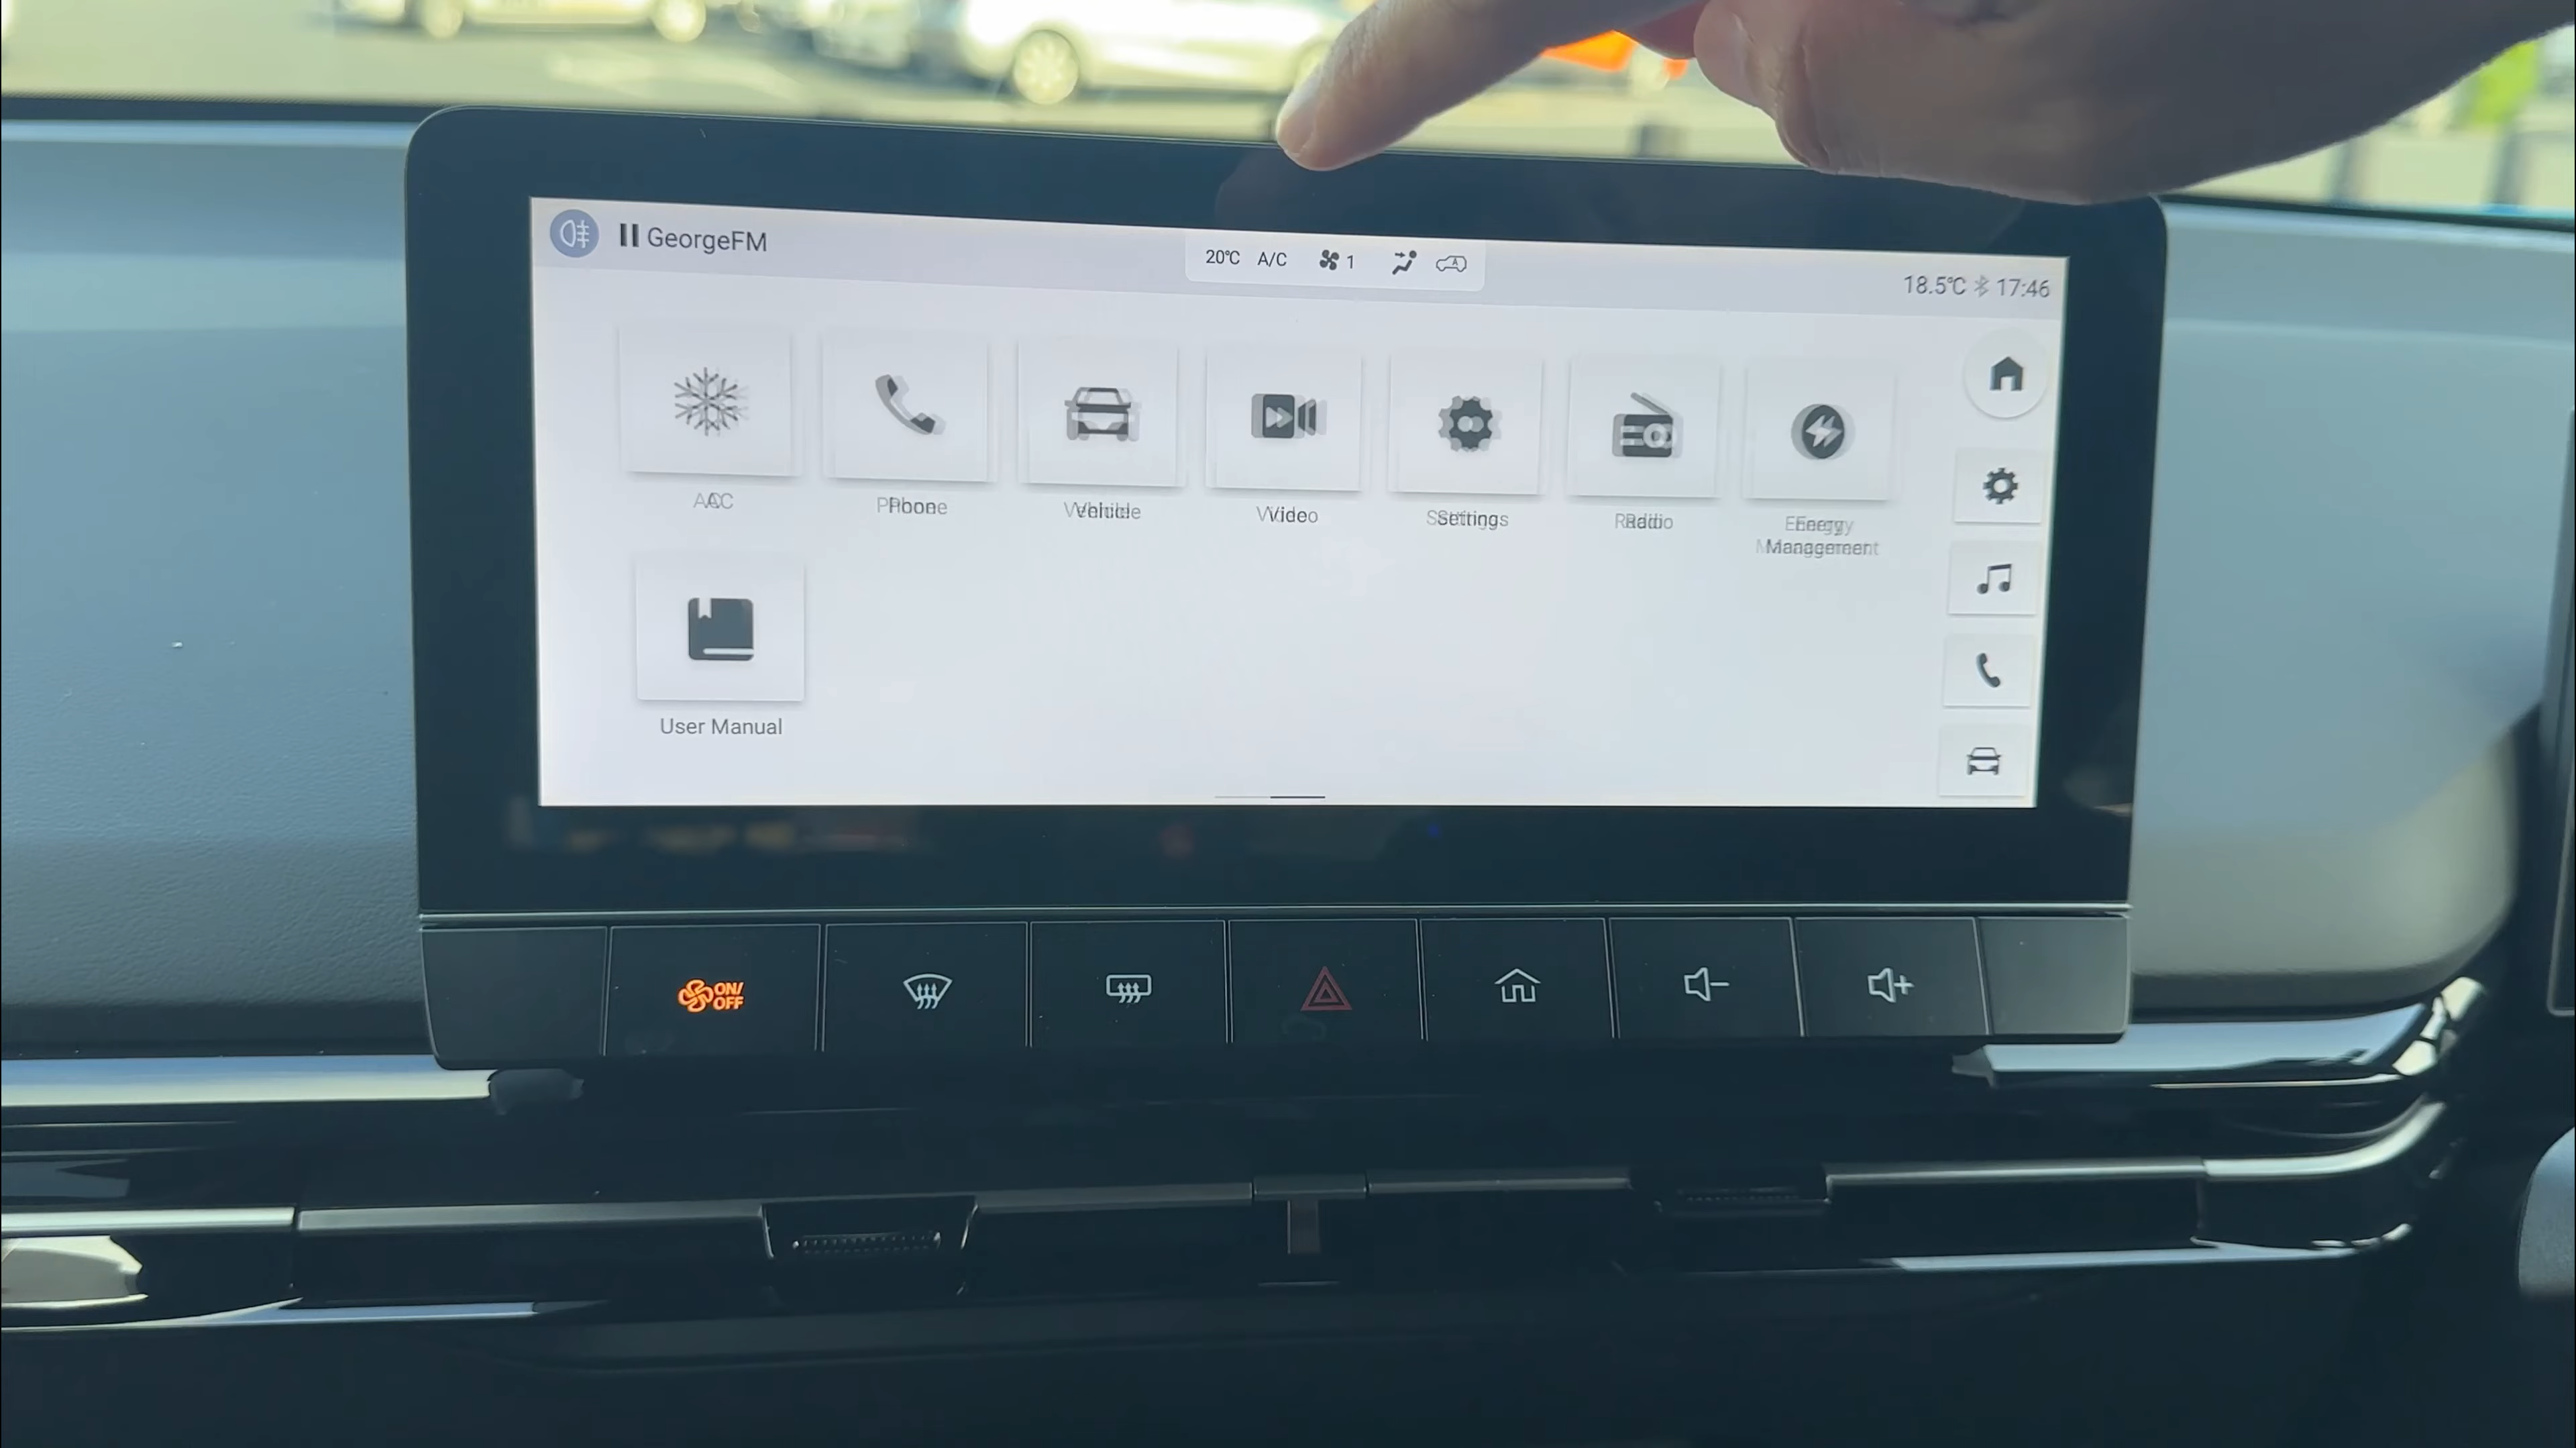 GeorgeFM
20°C A/C 1
18.5°C 17:46
A/C
Phone
Vehicle
Video
Settings
Radio
Energy
Management
User Manual
ON/
OFF